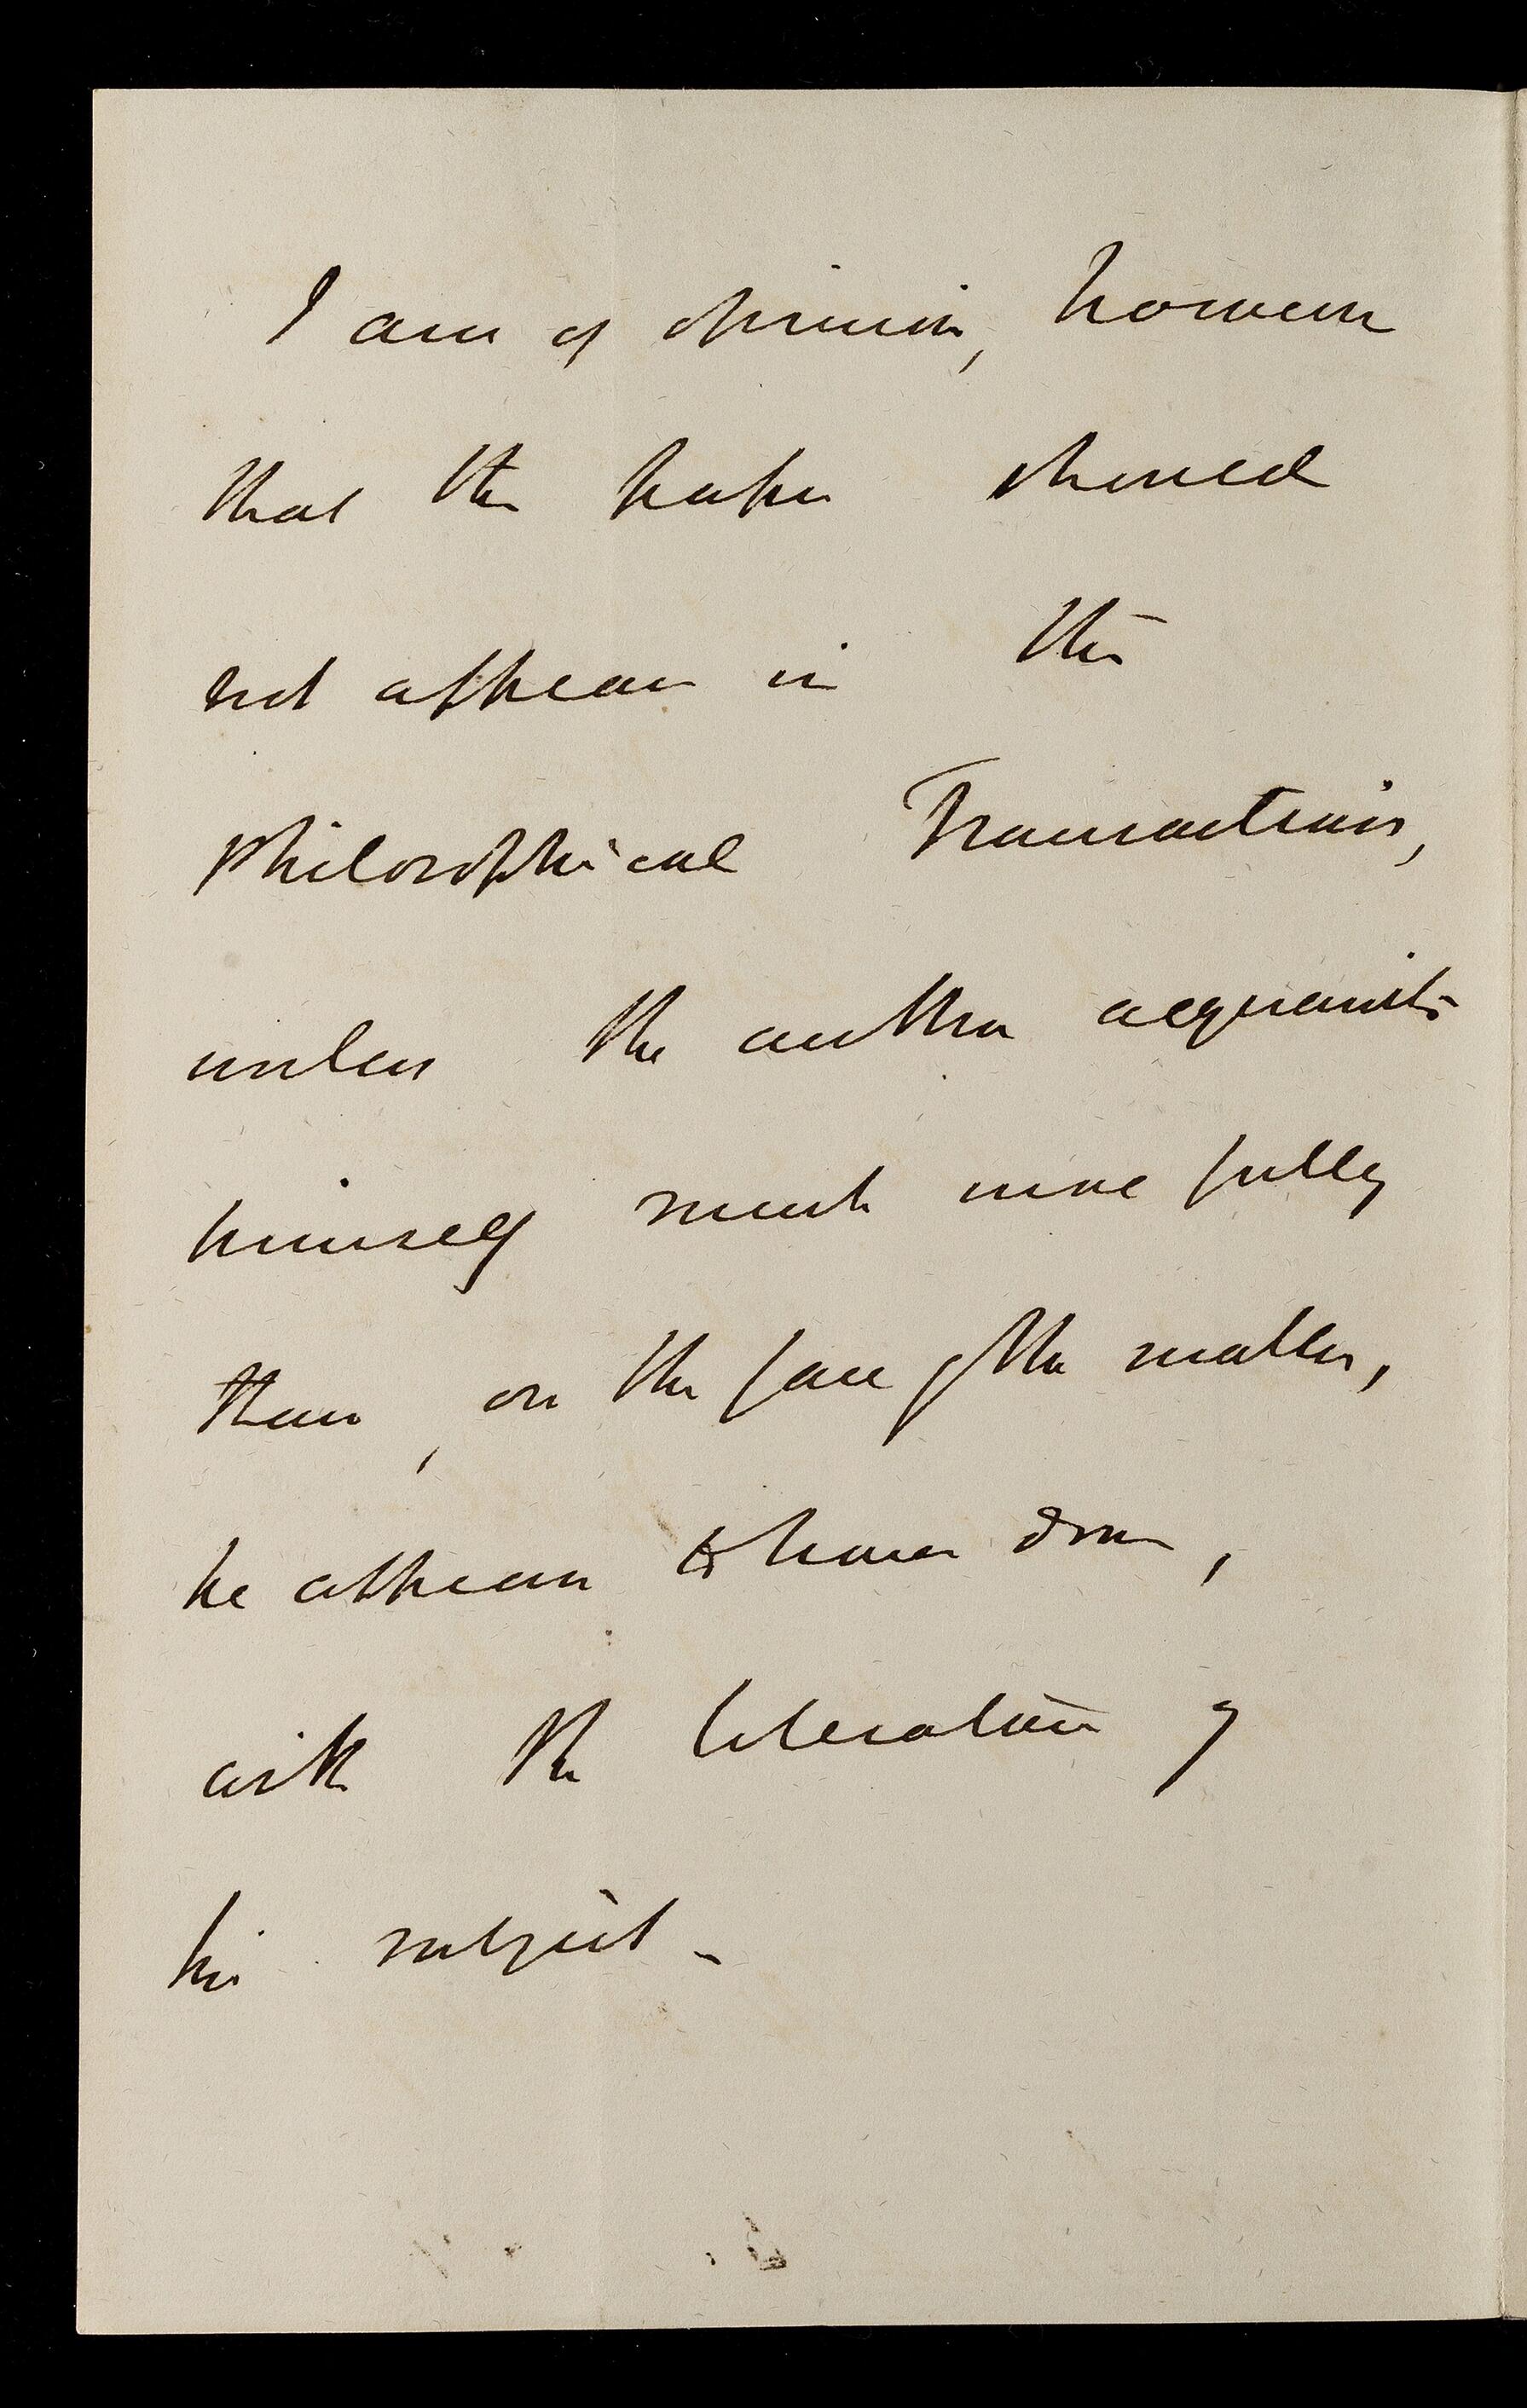 I am of opinion, however
that the paper should
not appear in the
Philosophical Transactions,
unless the author acquaints
himself much more fully
than, on the face of the matter,
he appears to have done,
with the literature of
his subject -